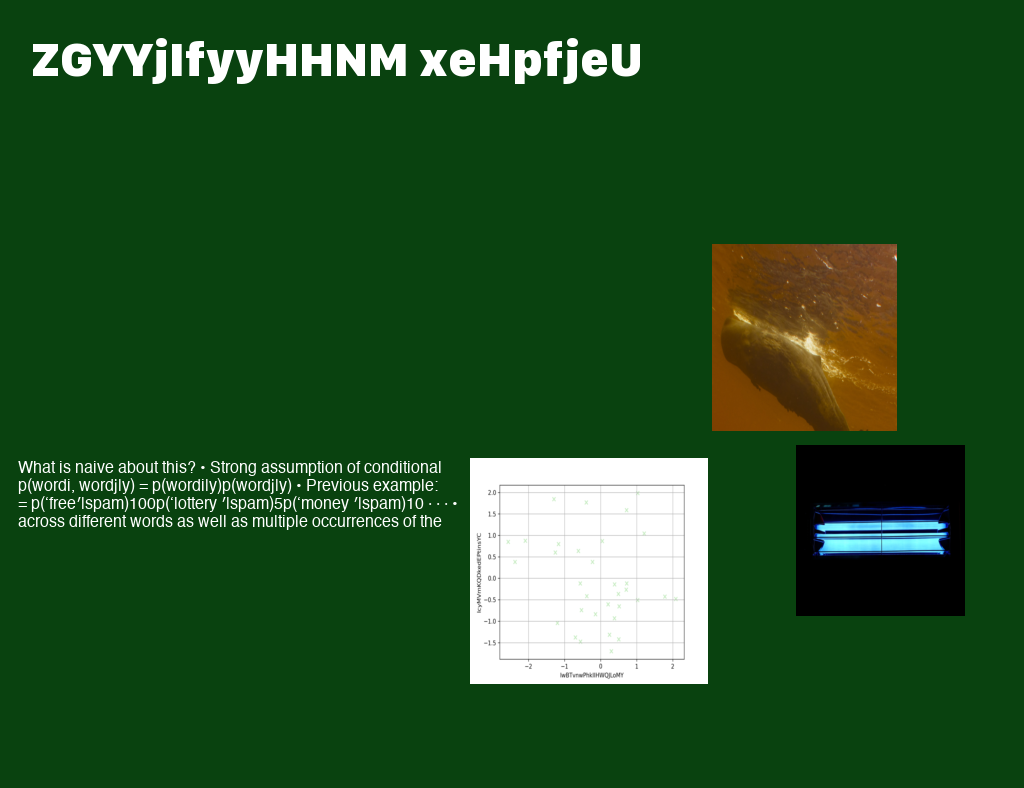 ZGYYjIfyyHHNM xeHpfjeU
What is naive about this? • Strong assumption of conditional
p(wordi, wordjly) = p(wordily)p(wordjly) • Previous example:
= p(‘free′lspam)100p(‘lottery ′lspam)5p(‘money ′lspam)10 · · · •
across different words as well as multiple occurrences of the
2.0
1.5
1.0
0.5
0.0
−0.5
−1.0
−1.5
−2 −1 0 1 2